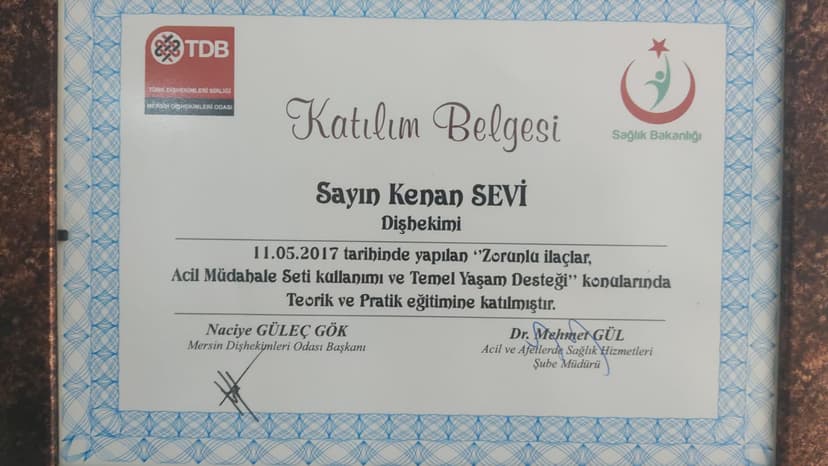 TDB
TÜRK DİŞHEKİMLERİ BİRLİĞİ
MERSİN DİŞHEKİMLERİ ODASI
Sağlık Bakanlığı
Katılım Belgesi
Sayın Kenan SEVİ
Dişhekimi
11.05.2017 tarihinde yapılan ‘’Zorunlu ilaçlar,
Acil Müdahale Seti kullanımı ve Temel Yaşam Desteği’’ konularında
Teorik ve Pratik eğitimine katılmıştır.
Naciye GÜLEÇ GÖK
Mersin Dişhekimleri Odası Başkanı
Dr. Mehmet GÜL
Acil ve Afetlerde Sağlık Hizmetleri
Şube Müdürü